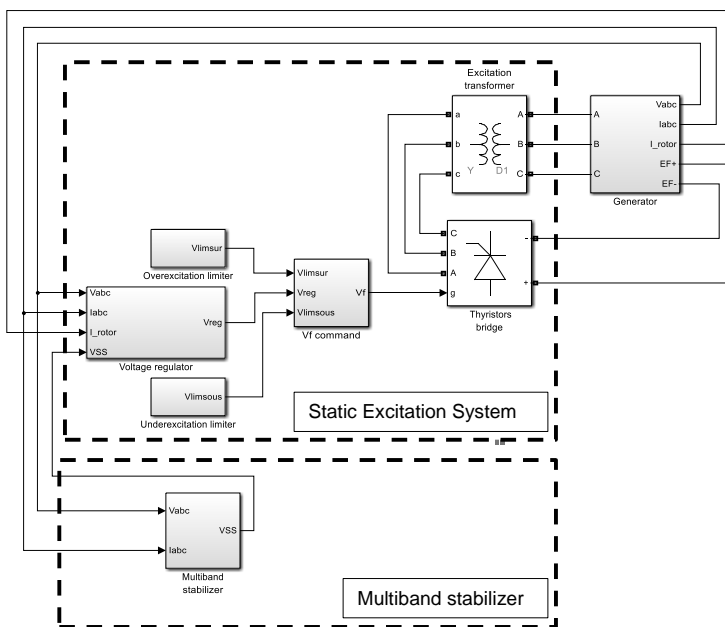 Excitation
transformer
a
b
c
A
B
C
Y
D1
A
B
C
Vabc
Iabc
I_rotor
EF+
EF-
Generator
C
B
A
g
-
+
Thyristors
bridge
Vlimsur
Overexcitation limiter
Vlimsur
Vreg
Vlimsous
Vf
Vf command
Vabc
Iabc
I_rotor
VSS
Vreg
Voltage regulator
Vlimsous
Underexcitation limiter
Static Excitation System
Vabc
Iabc
VSS
Multiband
stabilizer
Multiband stabilizer